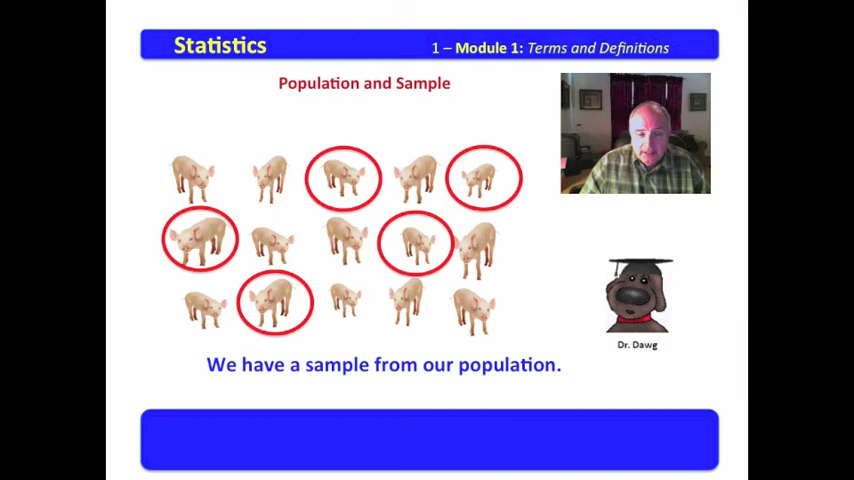 Statistics
1 – Module 1: Terms and Definitions
Population and Sample
Dr. Dawg
We have a sample from our population.